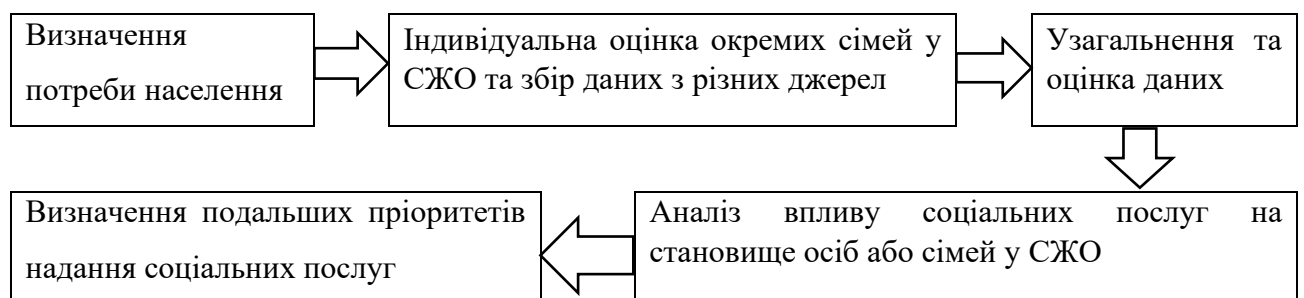 Визначення
потреби населення
Індивідуальна оцінка окремих сімей у
СЖО та збір даних з різних джерел
Узагальнення та
оцінка даних
Аналіз впливу соціальних послуг на
становище осіб або сімей у СЖО
Визначення подальших пріоритетів
надання соціальних послуг